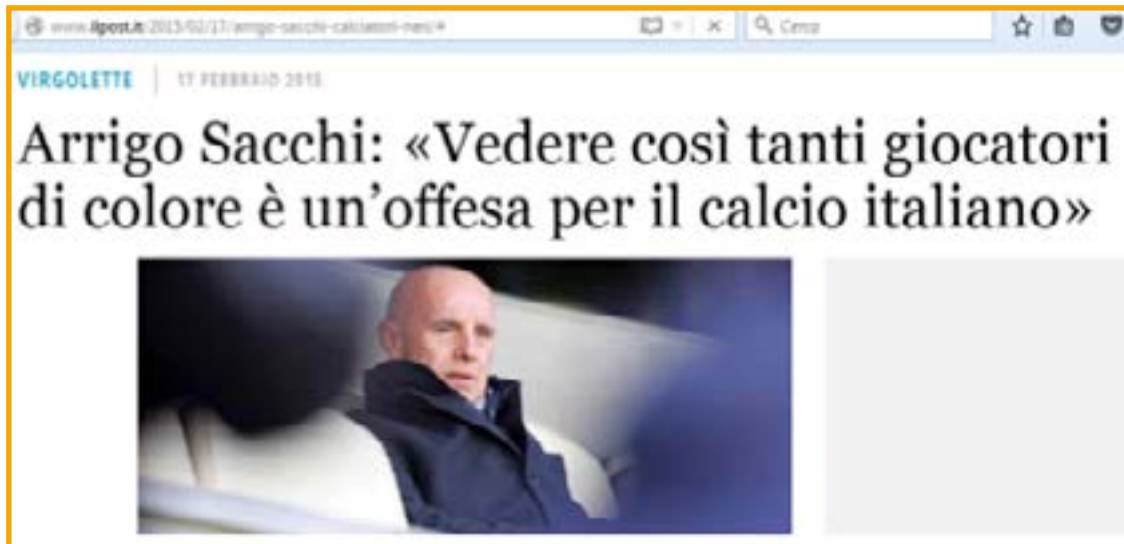 www.ilpost.it/2015/02/17/arrigo-sacchi-calciatori-neri/#
Cerca
VIRGOLETTE
17 FEBBRAIO 2015
Arrigo Sacchi: «Vedere così tanti giocatori
di colore è un’offesa per il calcio italiano»